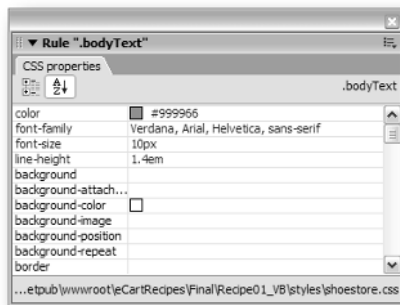 Rule ".bodyText"
CSS properties
A
Z
.bodyText
color #999966
font-family Verdana, Arial, Helvetica, sans-serif
font-size 10px
line-height 1.4em
background
background-attach...
background-color
background-image
background-position
background-repeat
border
...etpub\wwwroot\eCartRecipes\Final\Recipe01_VB\styles\shoestore.css